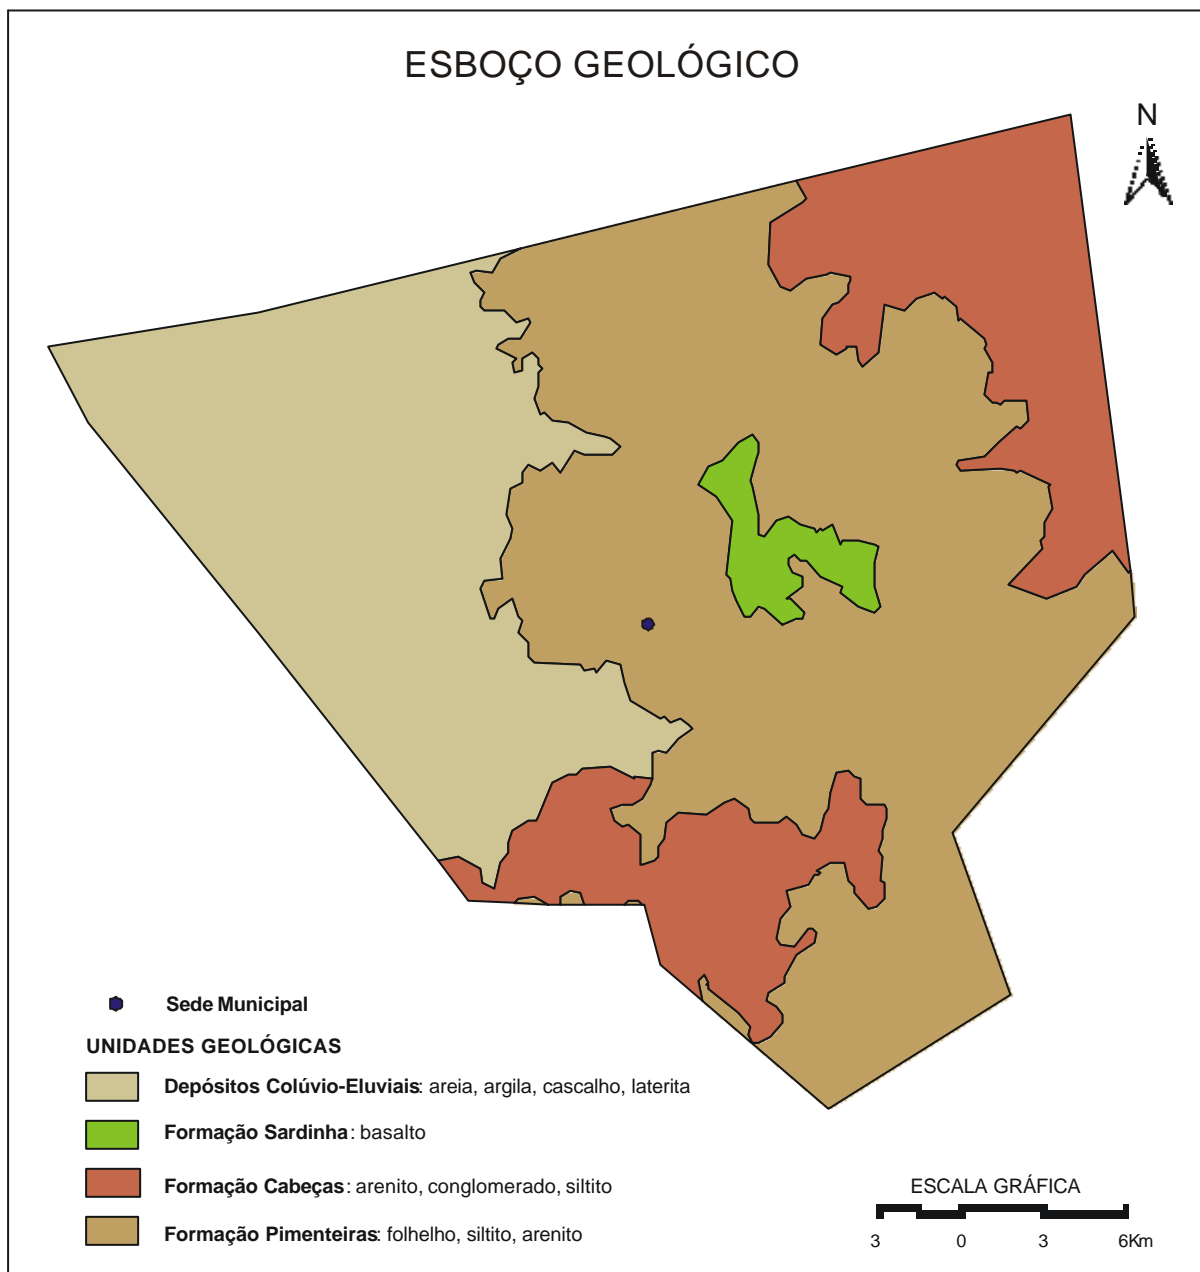 ESBOÇO GEOLÓGICO
N
Sede Municipal
UNIDADES GEOLÓGICAS
Depósitos Colúvio-Eluviais: areia, argila, cascalho, laterita
Formação Sardinha: basalto
Formação Cabeças: arenito, conglomerado, siltito
Formação Pimenteiras: folhelho, siltito, arenito
ESCALA GRÁFICA
3 0 3 6Km